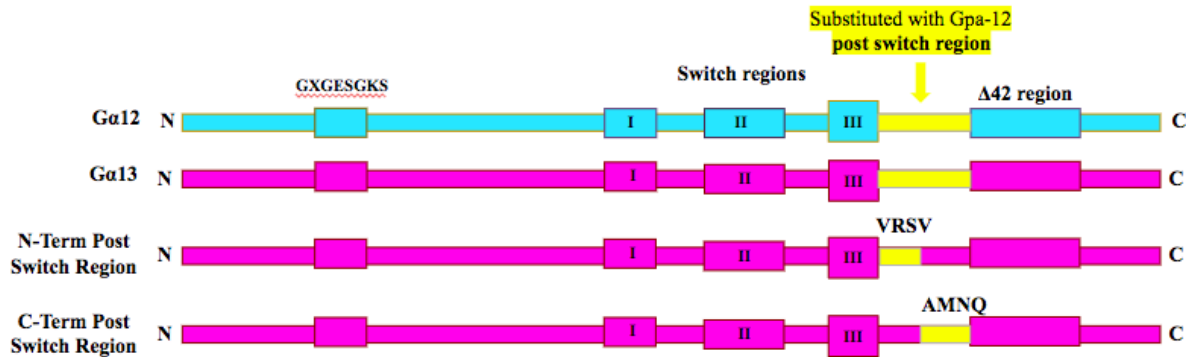 Substituted with Gpa-12
post switch region
GXGESGKS
Switch regions
Δ42 region
Gα12 N I II III C
Gα13 N I II III C
VRSV
N-Term Post
Switch Region
N I II III C
AMNQ
C-Term Post
Switch Region
N I II III C